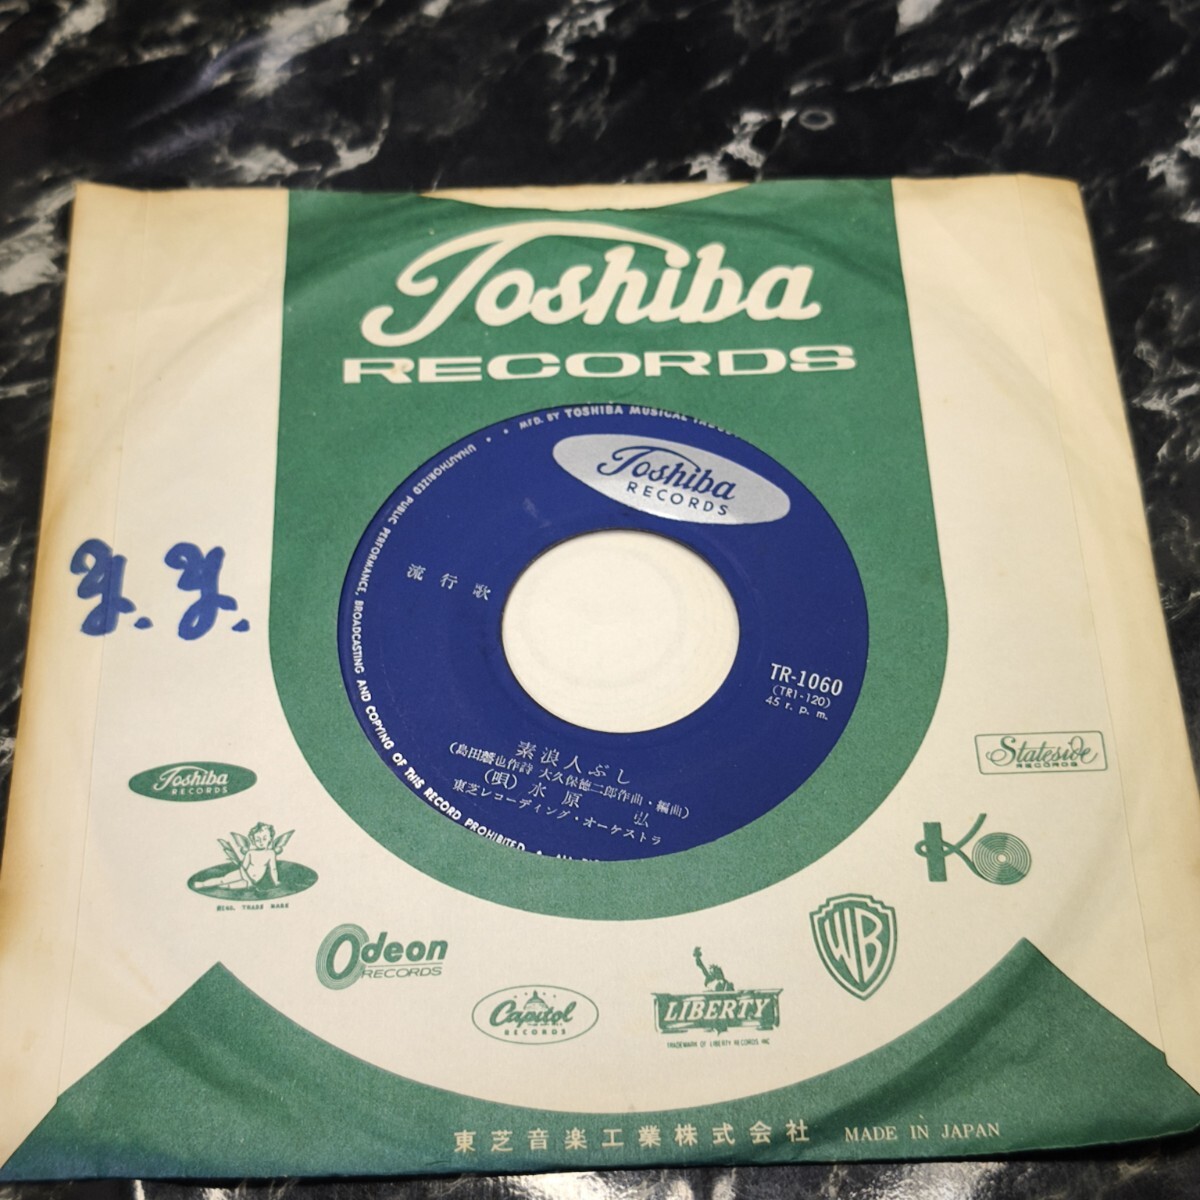 Toshiba
RECORDS
MFD. BY TOSHIBA MUSICAL
UNAUTHORIZED PUBLIC PERFORMANCE, BROADCASTING AND COPYING OF THIS RECORD PROHIBITED
Toshiba
RECORDS
流行歌
TR-1060
(TR1-120)
45 r. p. m.
素浪人ぶし
(島田磬也作詩 大久保徳二郎作曲・編曲)
(唄) 水原 弘
東芝レコーディング・オーケストラ
Y. Y.
Toshiba
RECORDS
REG. TRADE MARK
Odeon
RECORDS
Capitol
RECORDS
LIBERTY
TRADEMARK OF LIBERTY RECORDS INC
WB
K
Stateside
RECORDS
東芝音楽工業株式会社 MADE IN JAPAN